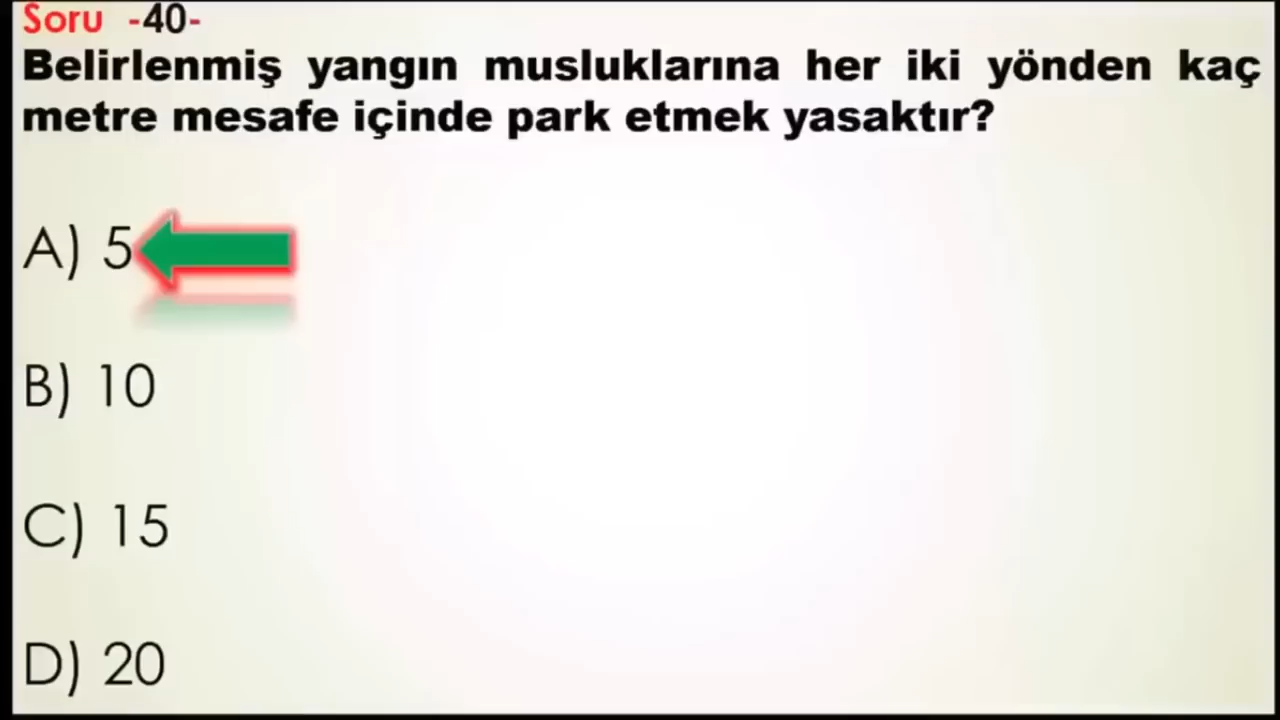 Soru -40-
Belirlenmiş yangın musluklarına her iki yönden kaç
metre mesafe içinde park etmek yasaktır?
A) 5
B) 10
C) 15
D) 20